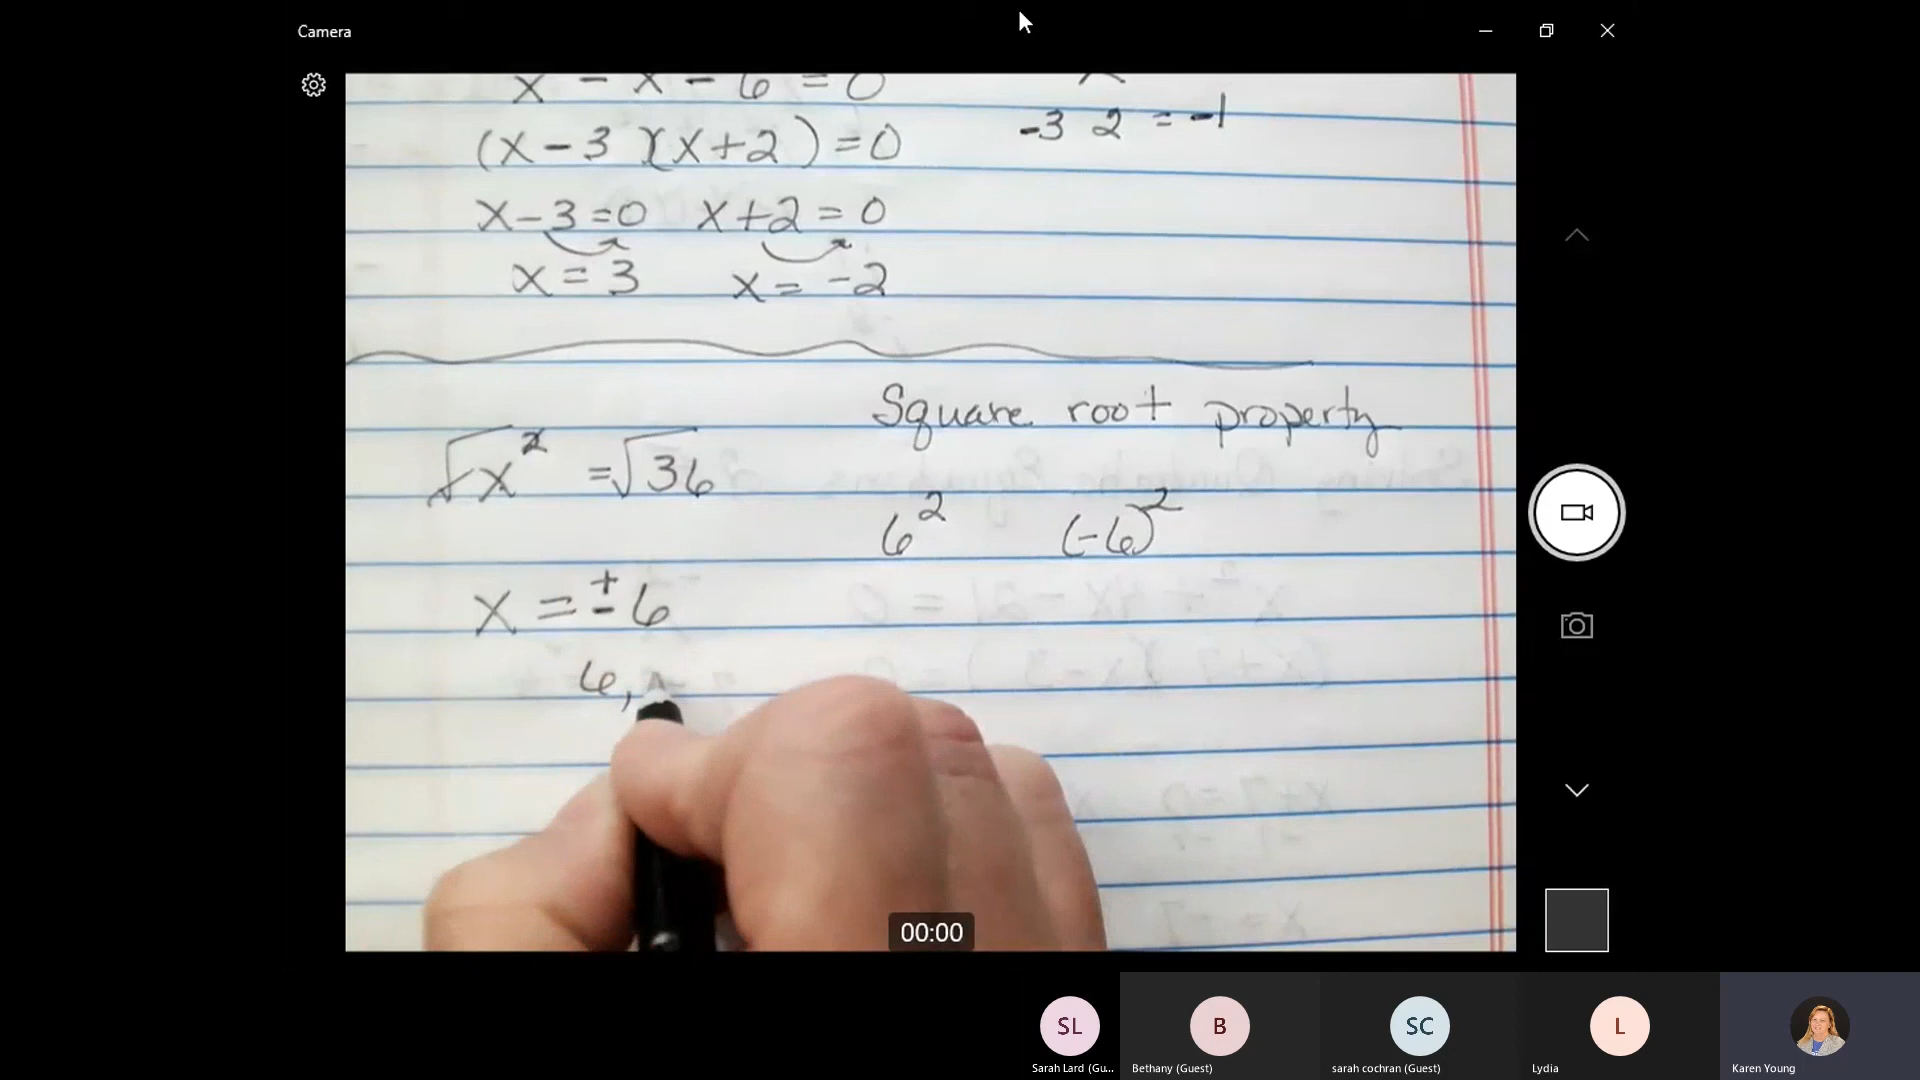 Camera
x - x - 6 = 0
-3 2 = -1
(x-3)(x+2) = 0
x-3=0 x+2=0
x = 3 x = -2
Square root property
√x² = √36
6² (-6)²
x = ± 6
6,
00:00
SL B SC L
Sarah Lard (Gu... Bethany (Guest) sarah cochran (Guest) Lydia Karen Young